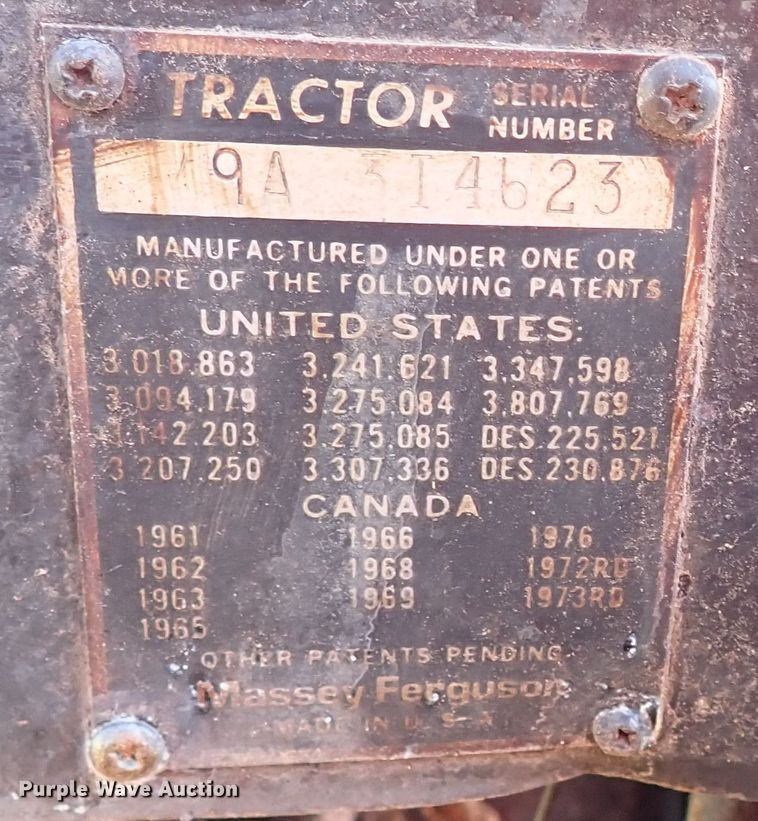 TRACTOR SERIAL NUMBER
9A 314623
MANUFACTURED UNDER ONE OR
MORE OF THE FOLLOWING PATENTS
UNITED STATES:
3.018.863 3.241.621 3,347,598
3.094,179 3.275.084 3,807,769
3,142.203 3.275.085 DES.225,521
3.207.250 3.307,336 DES.230,876
CANADA
1961 1966 1976
1962 1968 1972RD
1963 1969 1973RD
1965
OTHER PATENTS PENDING
Massey Ferguson
MADE IN U.S.A.
Purple Wave Auction